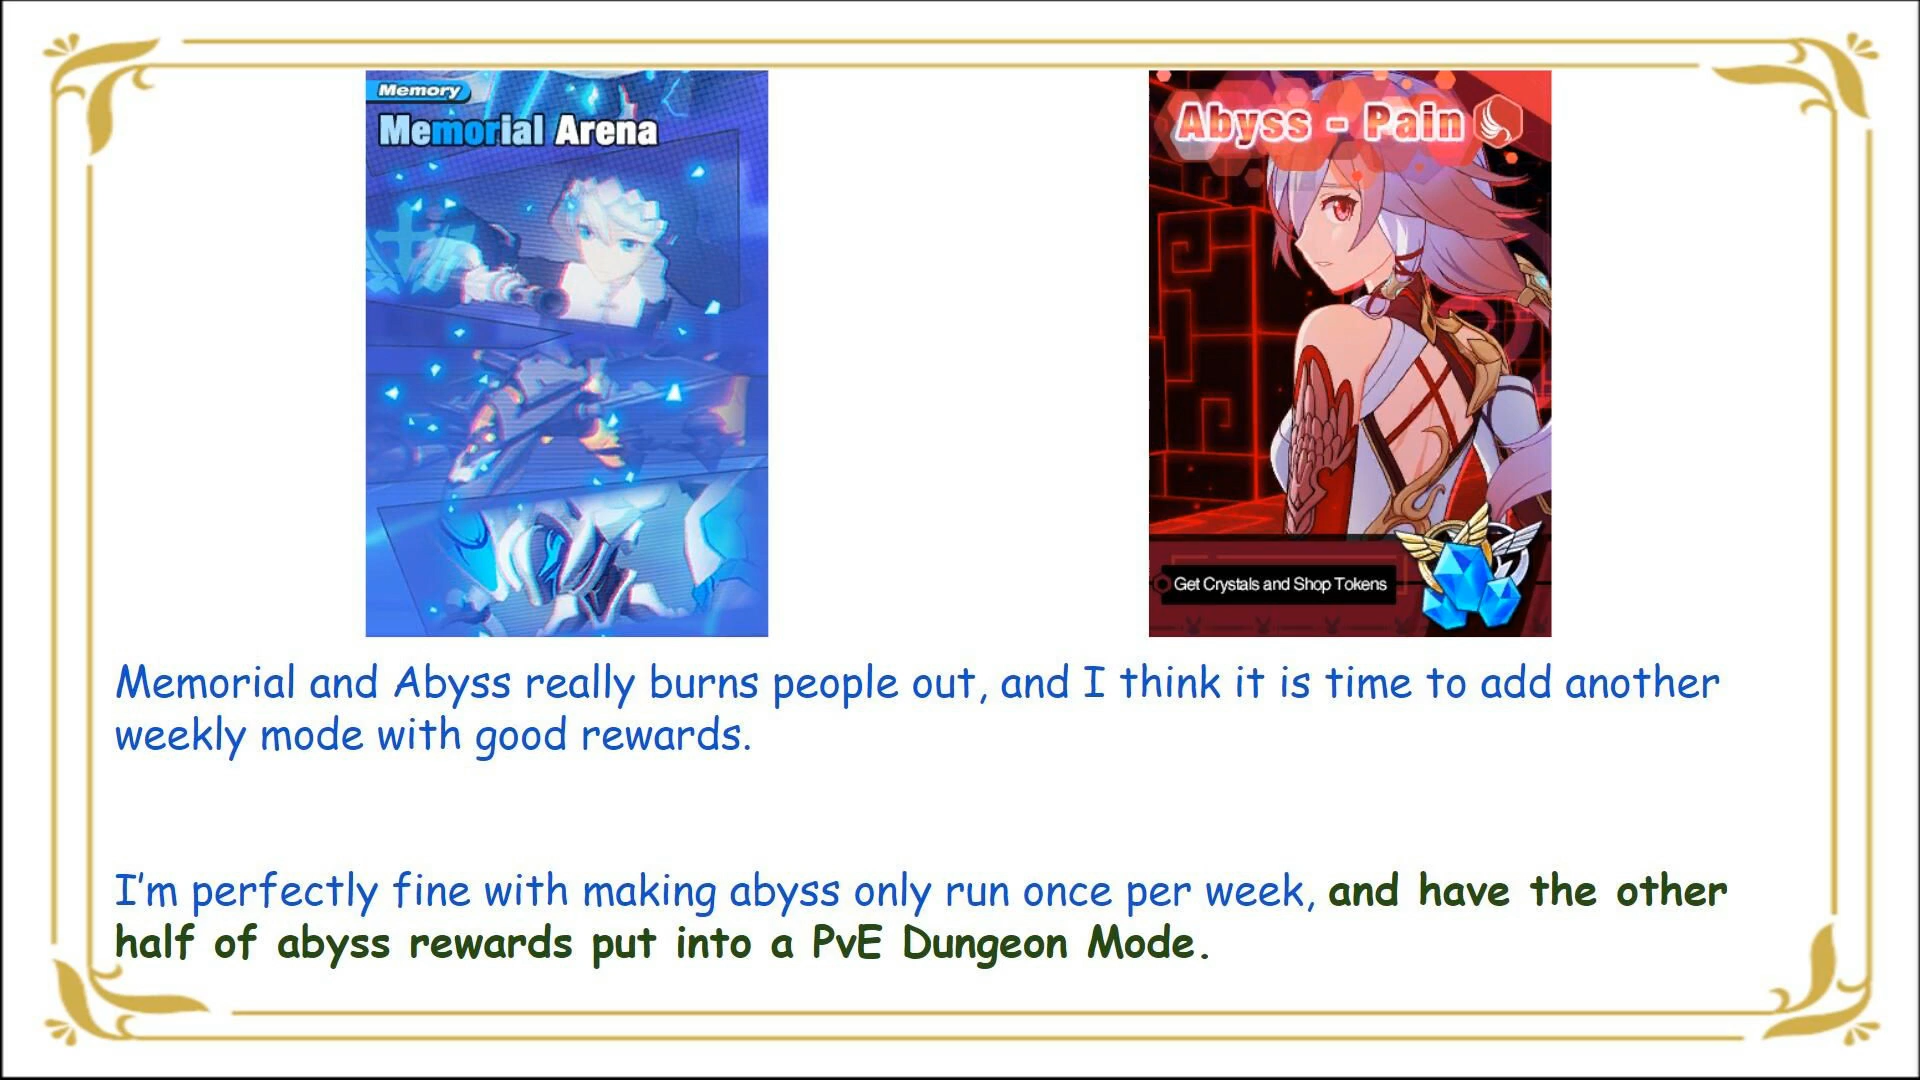 Memory
Memorial Arena
Abyss - Pain
Get Crystals and Shop Tokens
Memorial and Abyss really burns people out, and I think it is time to add another
weekly mode with good rewards.
I’m perfectly fine with making abyss only run once per week, and have the other
half of abyss rewards put into a PvE Dungeon Mode.